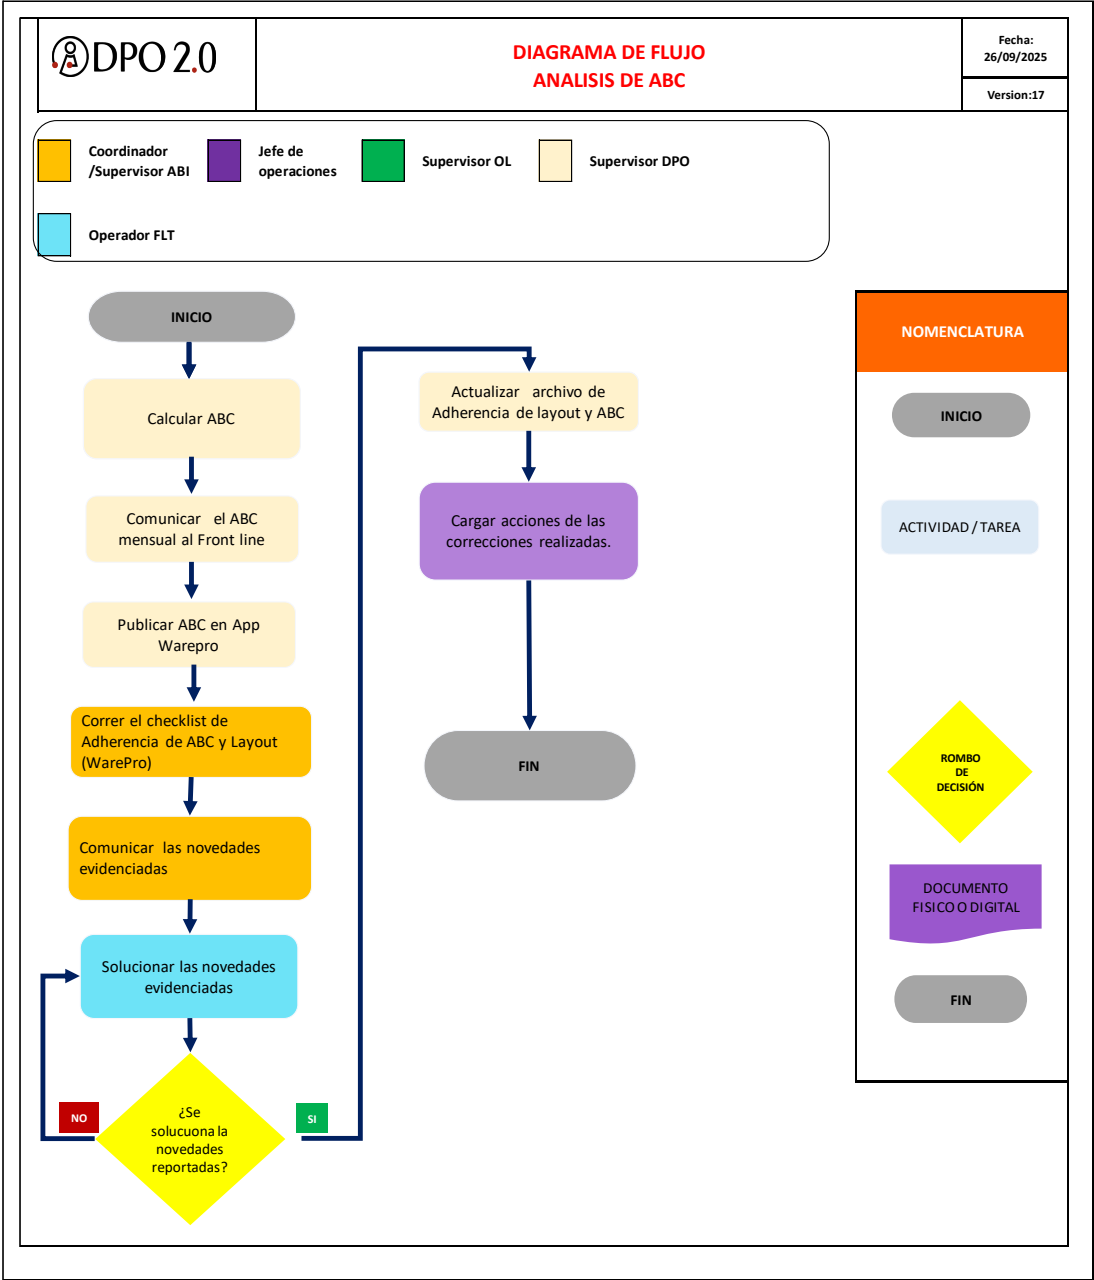 DPO 2.0
DIAGRAMA DE FLUJO
ANALISIS DE ABC
Fecha:
26/09/2025
Version:17
Coordinador
/Supervisor ABI
Jefe de
operaciones
Supervisor OL
Supervisor DPO
Operador FLT
INICIO
Calcular ABC
Comunicar el ABC
mensual al Front line
Publicar ABC en App
Warepro
Correr el checklist de
Adherencia de ABC y Layout
(WarePro)
Comunicar las novedades
evidenciadas
Solucionar las novedades
evidenciadas
NO
¿Se
solucuona la
novedades
reportadas?
SI
Actualizar archivo de
Adherencia de layout y ABC
Cargar acciones de las
correcciones realizadas.
FIN
NOMENCLATURA
INICIO
ACTIVIDAD / TAREA
ROMBO
DE
DECISIÓN
DOCUMENTO
FISICO O DIGITAL
FIN